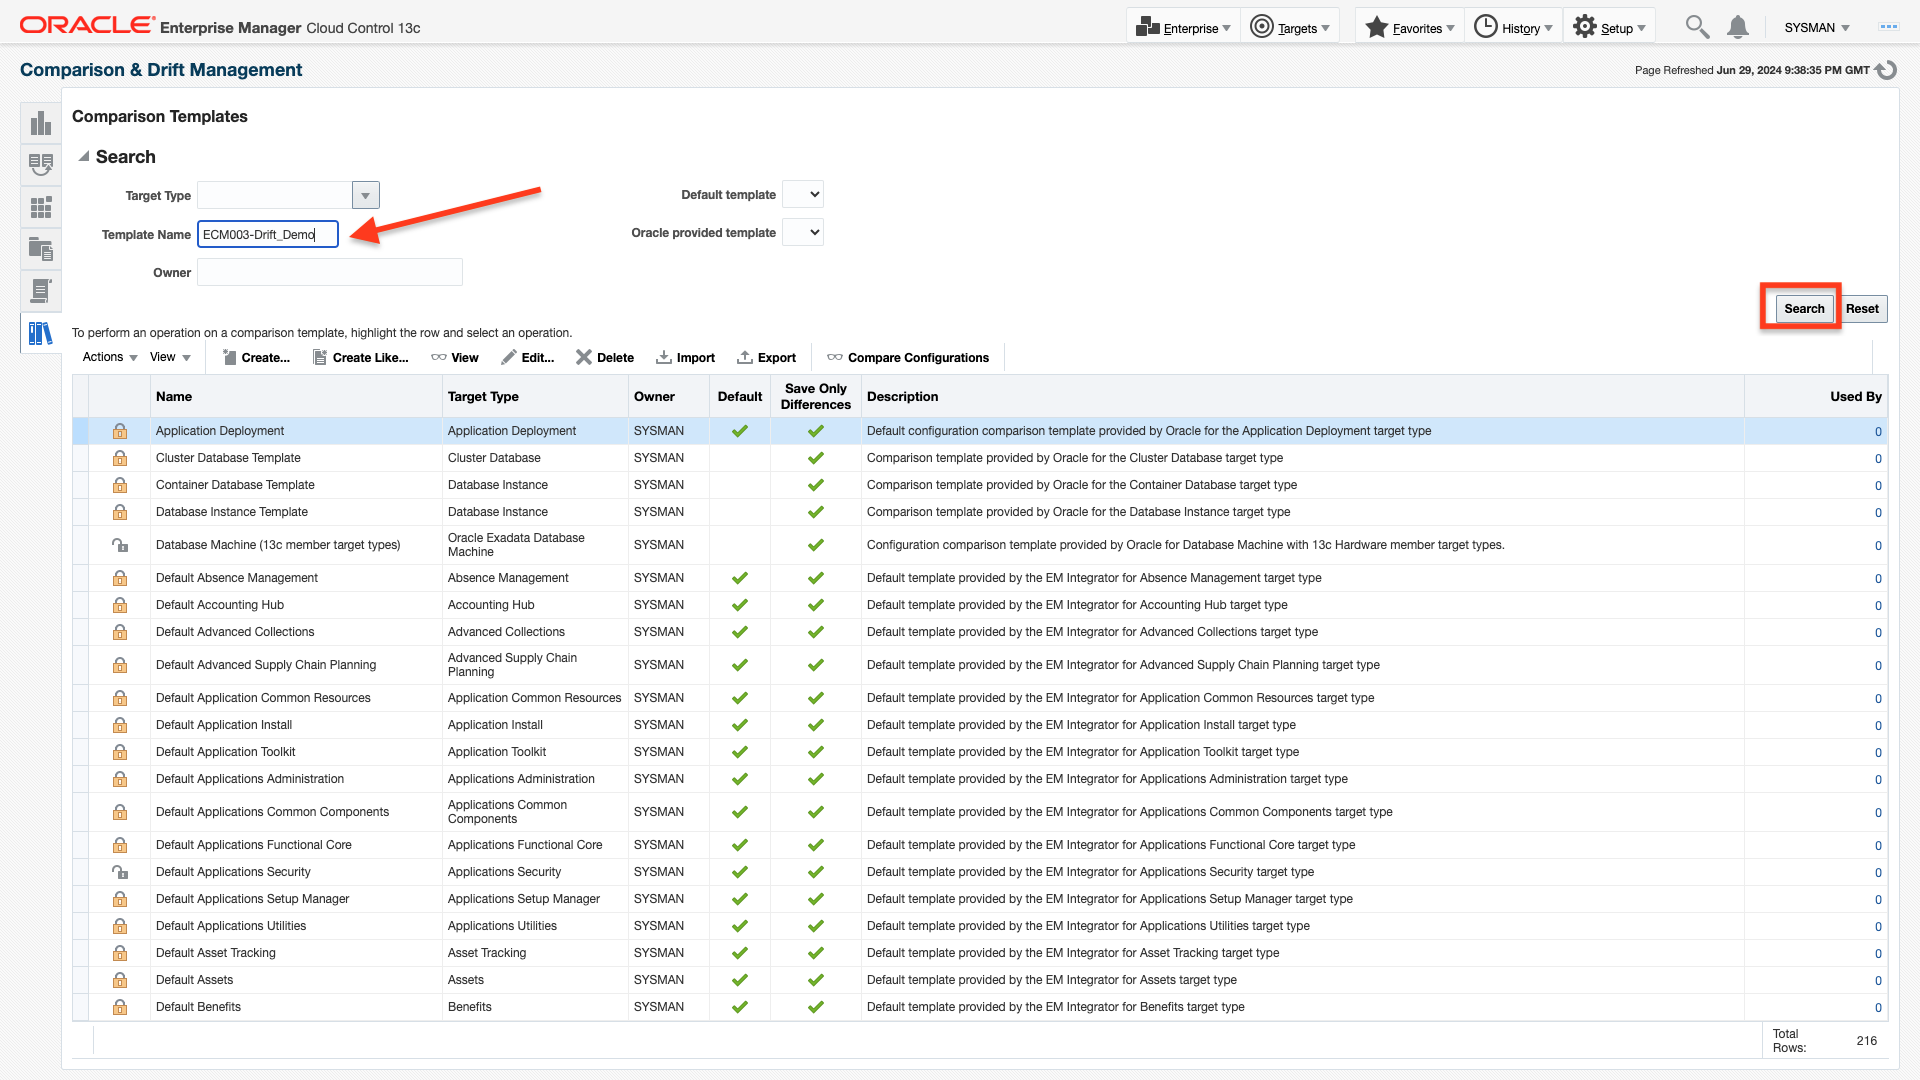 ORACLE Enterprise Manager Cloud Control 13c
Enterprise
Targets
Favorites
History
Setup
SYSMAN
Comparison & Drift Management
Page Refreshed Jun 29, 2024 9:38:35 PM GMT
Comparison Templates
Search
Target Type
Default template
Template Name ECM003-Drift_Demo
Oracle provided template
Owner
Search Reset
To perform an operation on a comparison template, highlight the row and select an operation.
Actions View Create... Create Like... View Edit... Delete Import Export Compare Configurations
Name Target Type Owner Default Save Only Differences Description Used By
Application Deployment Application Deployment SYSMAN Default configuration comparison template provided by Oracle for the Application Deployment target type 0
Cluster Database Template Cluster Database SYSMAN Comparison template provided by Oracle for the Cluster Database target type 0
Container Database Template Database Instance SYSMAN Comparison template provided by Oracle for the Container Database target type 0
Database Instance Template Database Instance SYSMAN Comparison template provided by Oracle for the Database Instance target type 0
Database Machine (13c member target types) Oracle Exadata Database Machine SYSMAN Configuration comparison template provided by Oracle for Database Machine with 13c Hardware member target types. 0
Default Absence Management Absence Management SYSMAN Default template provided by the EM Integrator for Absence Management target type 0
Default Accounting Hub Accounting Hub SYSMAN Default template provided by the EM Integrator for Accounting Hub target type 0
Default Advanced Collections Advanced Collections SYSMAN Default template provided by the EM Integrator for Advanced Collections target type 0
Default Advanced Supply Chain Planning Advanced Supply Chain Planning SYSMAN Default template provided by the EM Integrator for Advanced Supply Chain Planning target type 0
Default Application Common Resources Application Common Resources SYSMAN Default template provided by the EM Integrator for Application Common Resources target type 0
Default Application Install Application Install SYSMAN Default template provided by the EM Integrator for Application Install target type 0
Default Application Toolkit Application Toolkit SYSMAN Default template provided by the EM Integrator for Application Toolkit target type 0
Default Applications Administration Applications Administration SYSMAN Default template provided by the EM Integrator for Applications Administration target type 0
Default Applications Common Components Applications Common Components SYSMAN Default template provided by the EM Integrator for Applications Common Components target type 0
Default Applications Functional Core Applications Functional Core SYSMAN Default template provided by the EM Integrator for Applications Functional Core target type 0
Default Applications Security Applications Security SYSMAN Default template provided by the EM Integrator for Applications Security target type 0
Default Applications Setup Manager Applications Setup Manager SYSMAN Default template provided by the EM Integrator for Applications Setup Manager target type 0
Default Applications Utilities Applications Utilities SYSMAN Default template provided by the EM Integrator for Applications Utilities target type 0
Default Asset Tracking Asset Tracking SYSMAN Default template provided by the EM Integrator for Asset Tracking target type 0
Default Assets Assets SYSMAN Default template provided by the EM Integrator for Assets target type 0
Default Benefits Benefits SYSMAN Default template provided by the EM Integrator for Benefits target type 0
Total Rows: 216